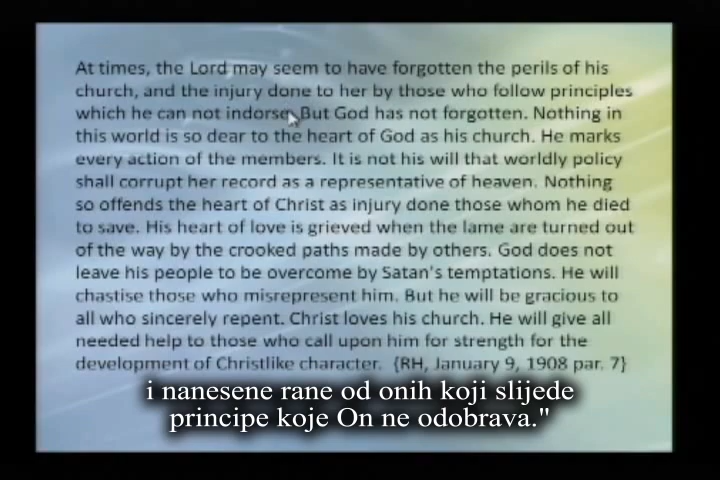 At times, the Lord may seem to have forgotten the perils of his
church, and the injury done to her by those who follow principles
which he can not indorse. But God has not forgotten. Nothing in
this world is so dear to the heart of God as his church. He marks
every action of the members. It is not his will that worldly policy
shall corrupt her record as a representative of heaven. Nothing
so offends the heart of Christ as injury done those whom he died
to save. His heart of love is grieved when the lame are turned out
of the way by the crooked paths made by others. God does not
leave his people to be overcome by Satan's temptations. He will
chastise those who misrepresent him. But he will be gracious to
all who sincerely repent. Christ loves his church. He will give all
needed help to those who call upon him for strength for the
development of Christlike character. {RH, January 9, 1908 par. 7}
i nanesene rane od onih koji slijede
principe koje On ne odobrava."